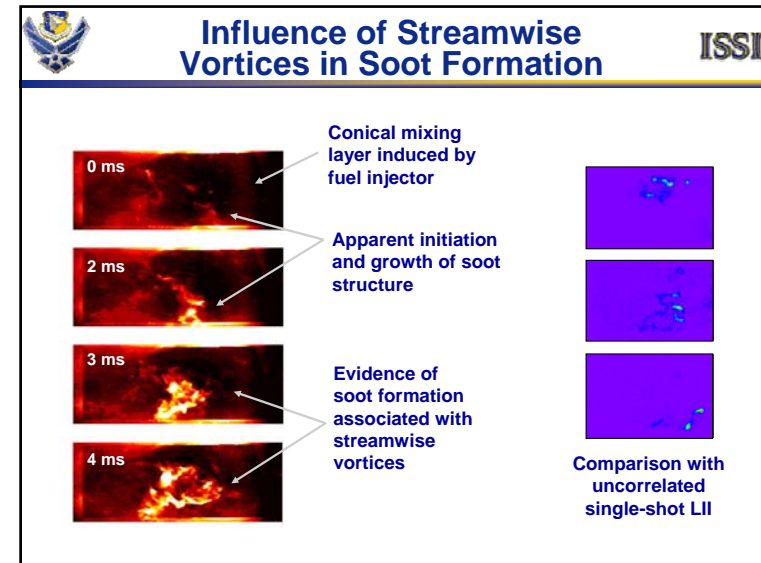 Influence of Streamwise
Vortices in Soot Formation
ISSI
0 ms
2 ms
3 ms
4 ms
Conical mixing
layer induced by
fuel injector
Apparent initiation
and growth of soot
structure
Evidence of
soot formation
associated with
streamwise
vortices
Comparison with
uncorrelated
single-shot LII